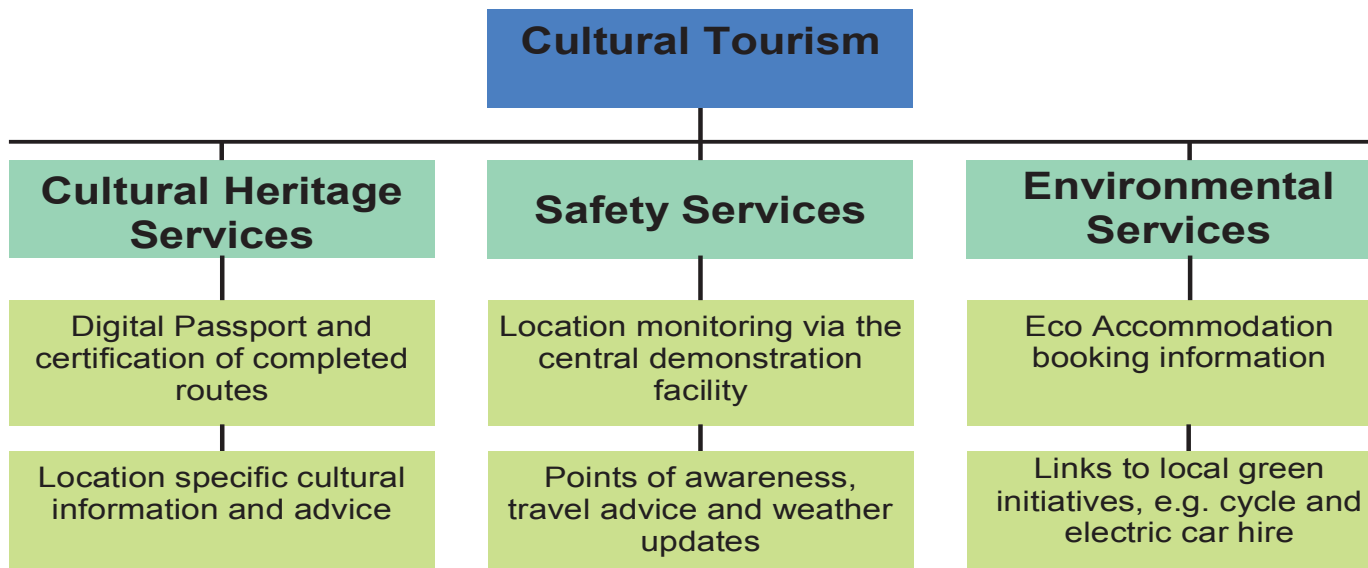 Cultural Tourism
Cultural Heritage
Services
Safety Services
Environmental
Services
Digital Passport and
certification of completed
routes
Location monitoring via the
central demonstration
facility
Eco Accommodation
booking information
Location specific cultural
information and advice
Points of awareness,
travel advice and weather
updates
Links to local green
initiatives, e.g. cycle and
electric car hire